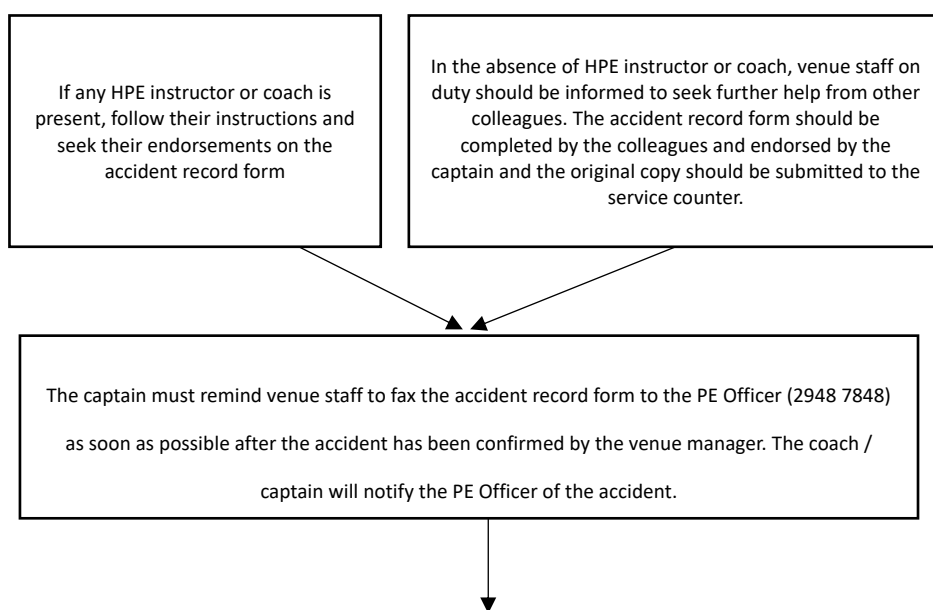 If any HPE instructor or coach is
present, follow their instructions and
seek their endorsements on the
accident record form
In the absence of HPE instructor or coach, venue staff on
duty should be informed to seek further help from other
colleagues. The accident record form should be
completed by the colleagues and endorsed by the
captain and the original copy should be submitted to the
service counter.
The captain must remind venue staff to fax the accident record form to the PE Officer (2948 7848)
as soon as possible after the accident has been confirmed by the venue manager. The coach /
captain will notify the PE Officer of the accident.